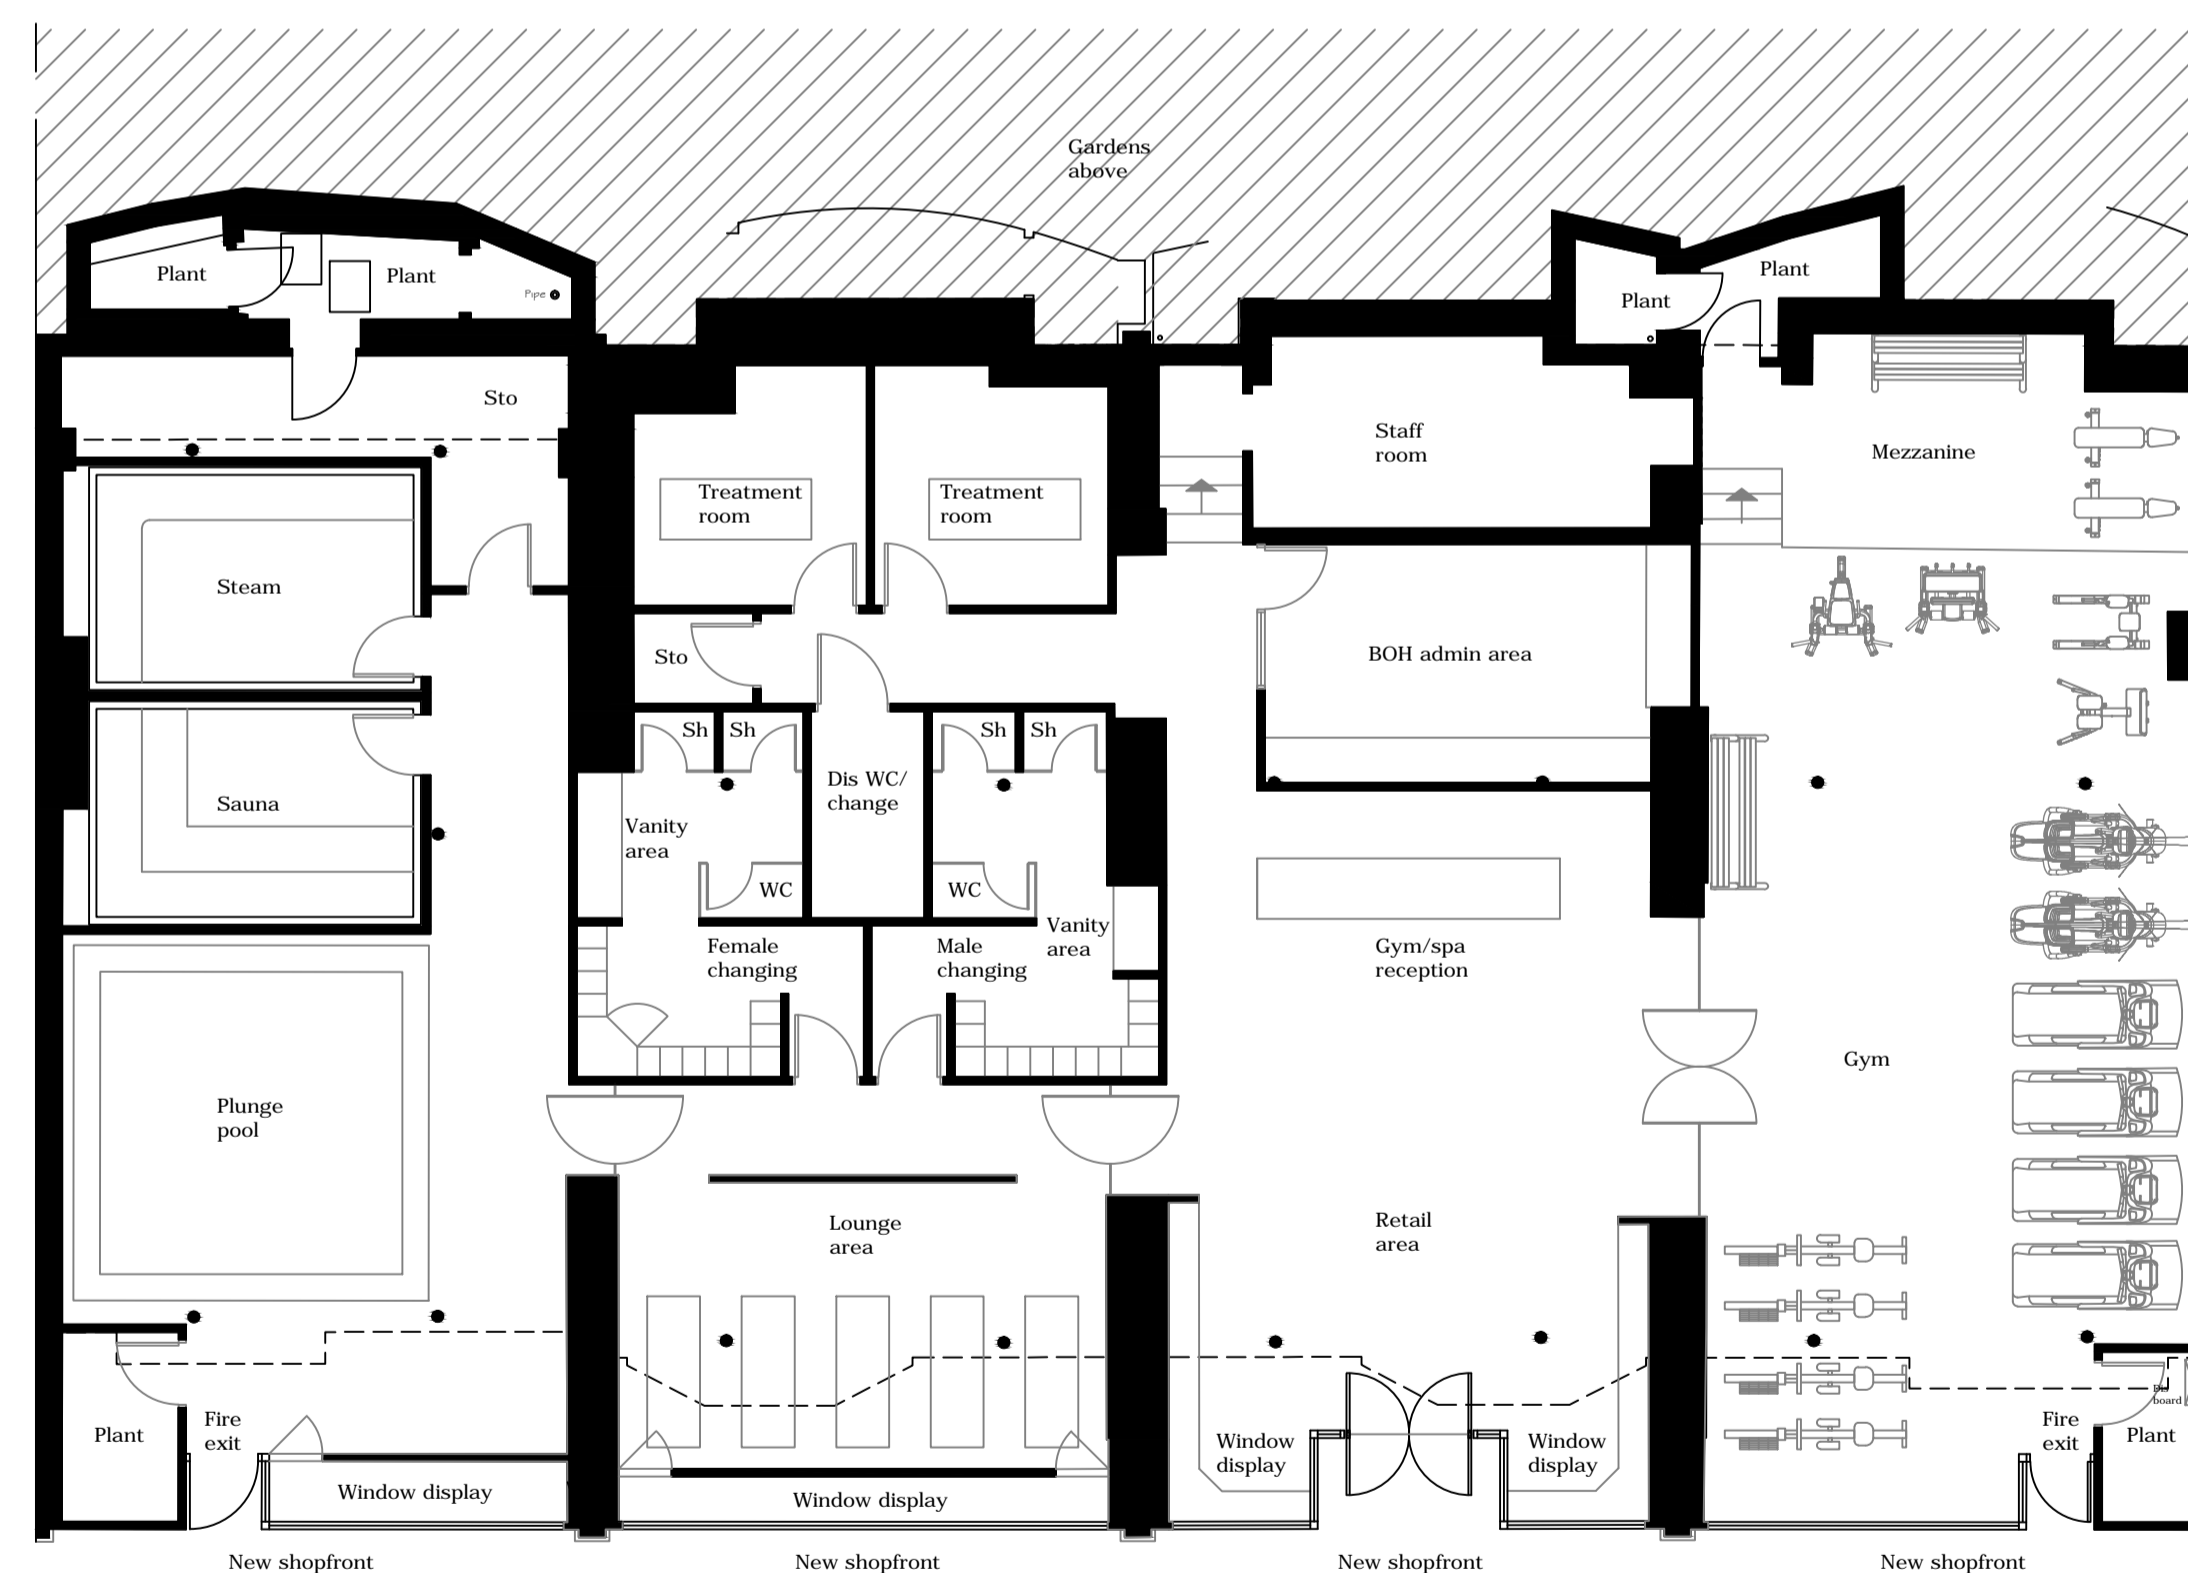 Gardens
above
Plant
Plant
Pipe
Plant
Plant
Sto
Staff
room
Mezzanine
Treatment
room
Treatment
room
Steam
Sto
BOH admin area
Sh
Sh
Sh
Sh
Dis WC/
change
Sauna
Vanity
area
WC
WC
Vanity
area
Female
changing
Male
changing
Gym/spa
reception
Gym
Plunge
pool
Lounge
area
Retail
area
Dis
board
Plant
Fire
exit
Window
display
Window
display
Fire
exit
Plant
Window display
Window display
New shopfront
New shopfront
New shopfront
New shopfront